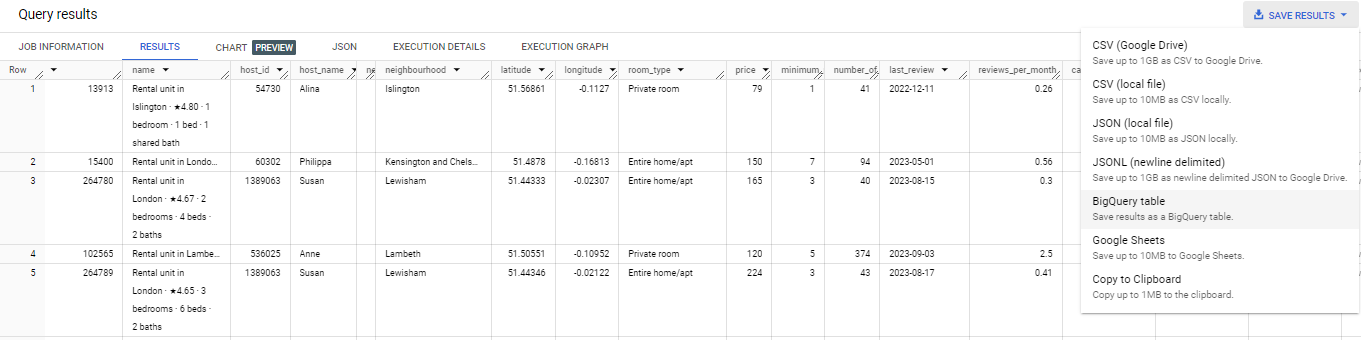 Query results
SAVE RESULTS
JOB INFORMATION RESULTS CHART PREVIEW JSON EXECUTION DETAILS EXECUTION GRAPH
Row name host_id host_name ne neighbourhood latitude longitude room_type price minimum_ number_of_ last_review reviews_per_month ca
1 13913 Rental unit in 54730 Alina Islington 51.56861 -0.1127 Private room 79 1 41 2022-12-11 0.26
Islington · ★4.80 · 1
bedroom · 1 bed · 1
shared bath
2 15400 Rental unit in Londo... 60302 Philippa Kensington and Chels... 51.4878 -0.16813 Entire home/apt 150 7 94 2023-05-01 0.56
3 264780 Rental unit in 1389063 Susan Lewisham 51.44333 -0.02307 Entire home/apt 165 3 40 2023-08-15 0.3
London · ★4.67 · 2
bedrooms · 4 beds ·
2 baths
4 102565 Rental unit in Lambe... 536025 Anne Lambeth 51.50551 -0.10952 Private room 120 5 374 2023-09-03 2.5
5 264789 Rental unit in 1389063 Susan Lewisham 51.44346 -0.02122 Entire home/apt 224 3 43 2023-08-17 0.41
London · ★4.65 · 3
bedrooms · 6 beds ·
2 baths
CSV (Google Drive)
Save up to 1GB as CSV to Google Drive.
CSV (local file)
Save up to 10MB as CSV locally.
JSON (local file)
Save up to 10MB as JSON locally.
JSONL (newline delimited)
Save up to 1GB as newline delimited JSON to Google Drive.
BigQuery table
Save results as a BigQuery table.
Google Sheets
Save up to 10MB to Google Sheets.
Copy to Clipboard
Copy up to 1MB to the clipboard.